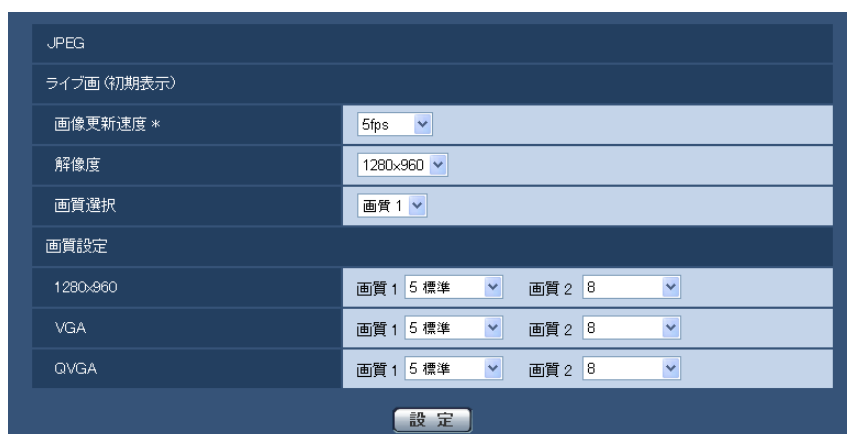 JPEG
ライブ画(初期表示)
画像更新速度＊ 5fps
解像度 1280x960
画質選択 画質 1
画質設定
1280x960 画質 1 5 標準 画質 2 8
VGA 画質 1 5 標準 画質 2 8
QVGA 画質 1 5 標準 画質 2 8
設 定